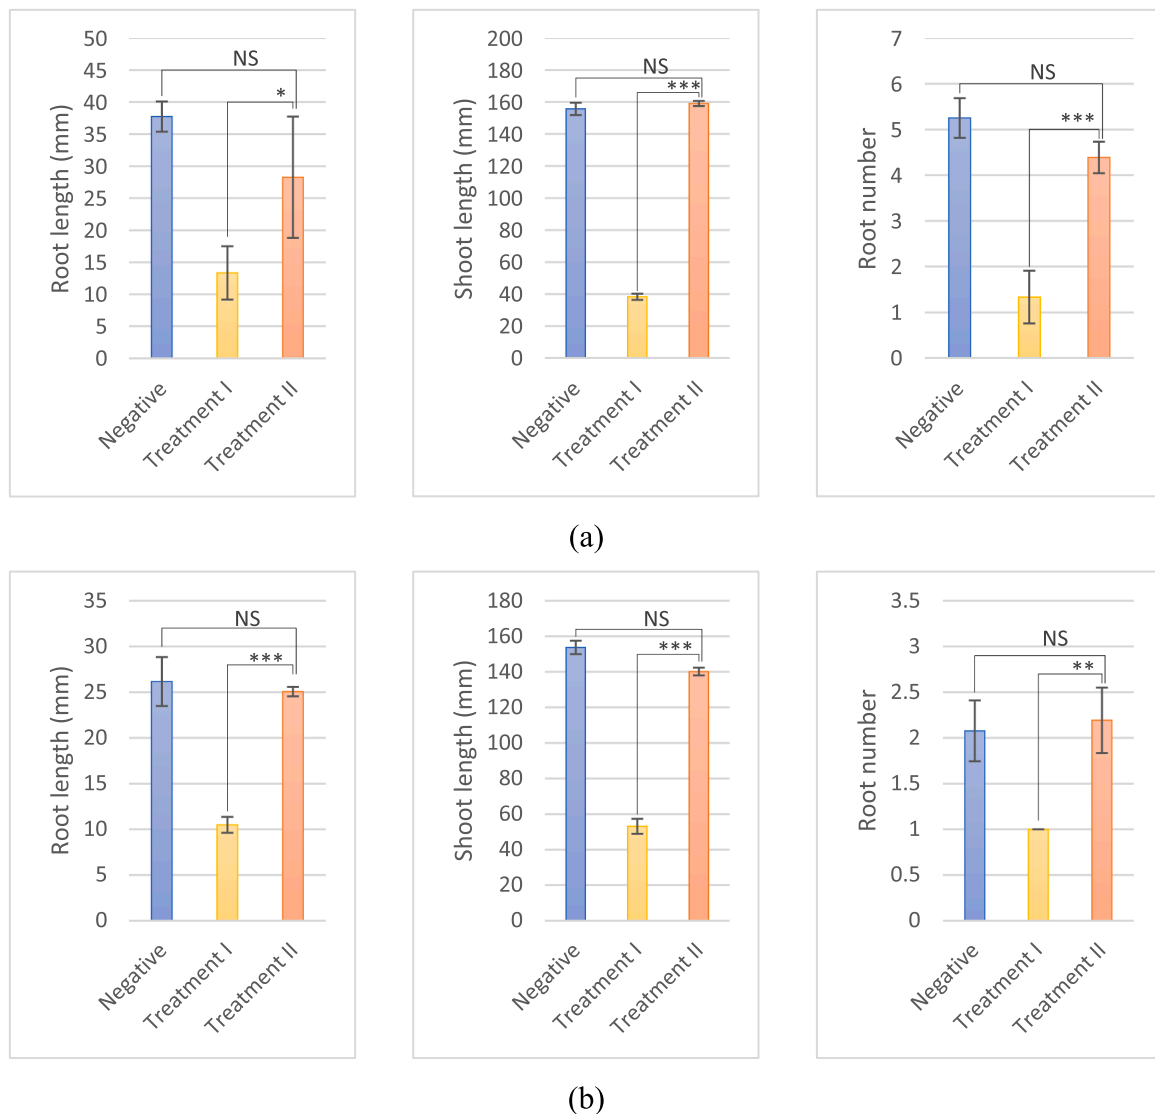 Root length (mm)
50
45
40
35
30
25
20
15
10
5
0
NS
*
Negative
Treatment I
Treatment II
Shoot length (mm)
200
180
160
140
120
100
80
60
40
20
0
NS
***
Negative
Treatment I
Treatment II
Root number
7
6
5
4
3
2
1
0
NS
***
Negative
Treatment I
Treatment II
(a)
Root length (mm)
35
30
25
20
15
10
5
0
NS
***
Negative
Treatment I
Treatment II
Shoot length (mm)
180
160
140
120
100
80
60
40
20
0
NS
***
Negative
Treatment I
Treatment II
Root number
3.5
3
2.5
2
1.5
1
0.5
0
NS
**
Negative
Treatment I
Treatment II
(b)